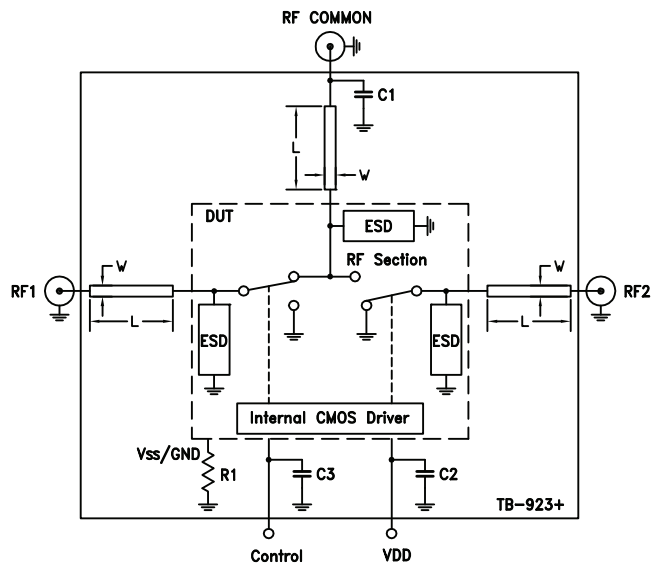 RF COMMON
C1
L
W
DUT
ESD
RF Section
W
W
RF1
RF2
L
L
ESD
ESD
Internal CMOS Driver
Vss/GND
R1
C3
C2
TB-923+
Control
VDD